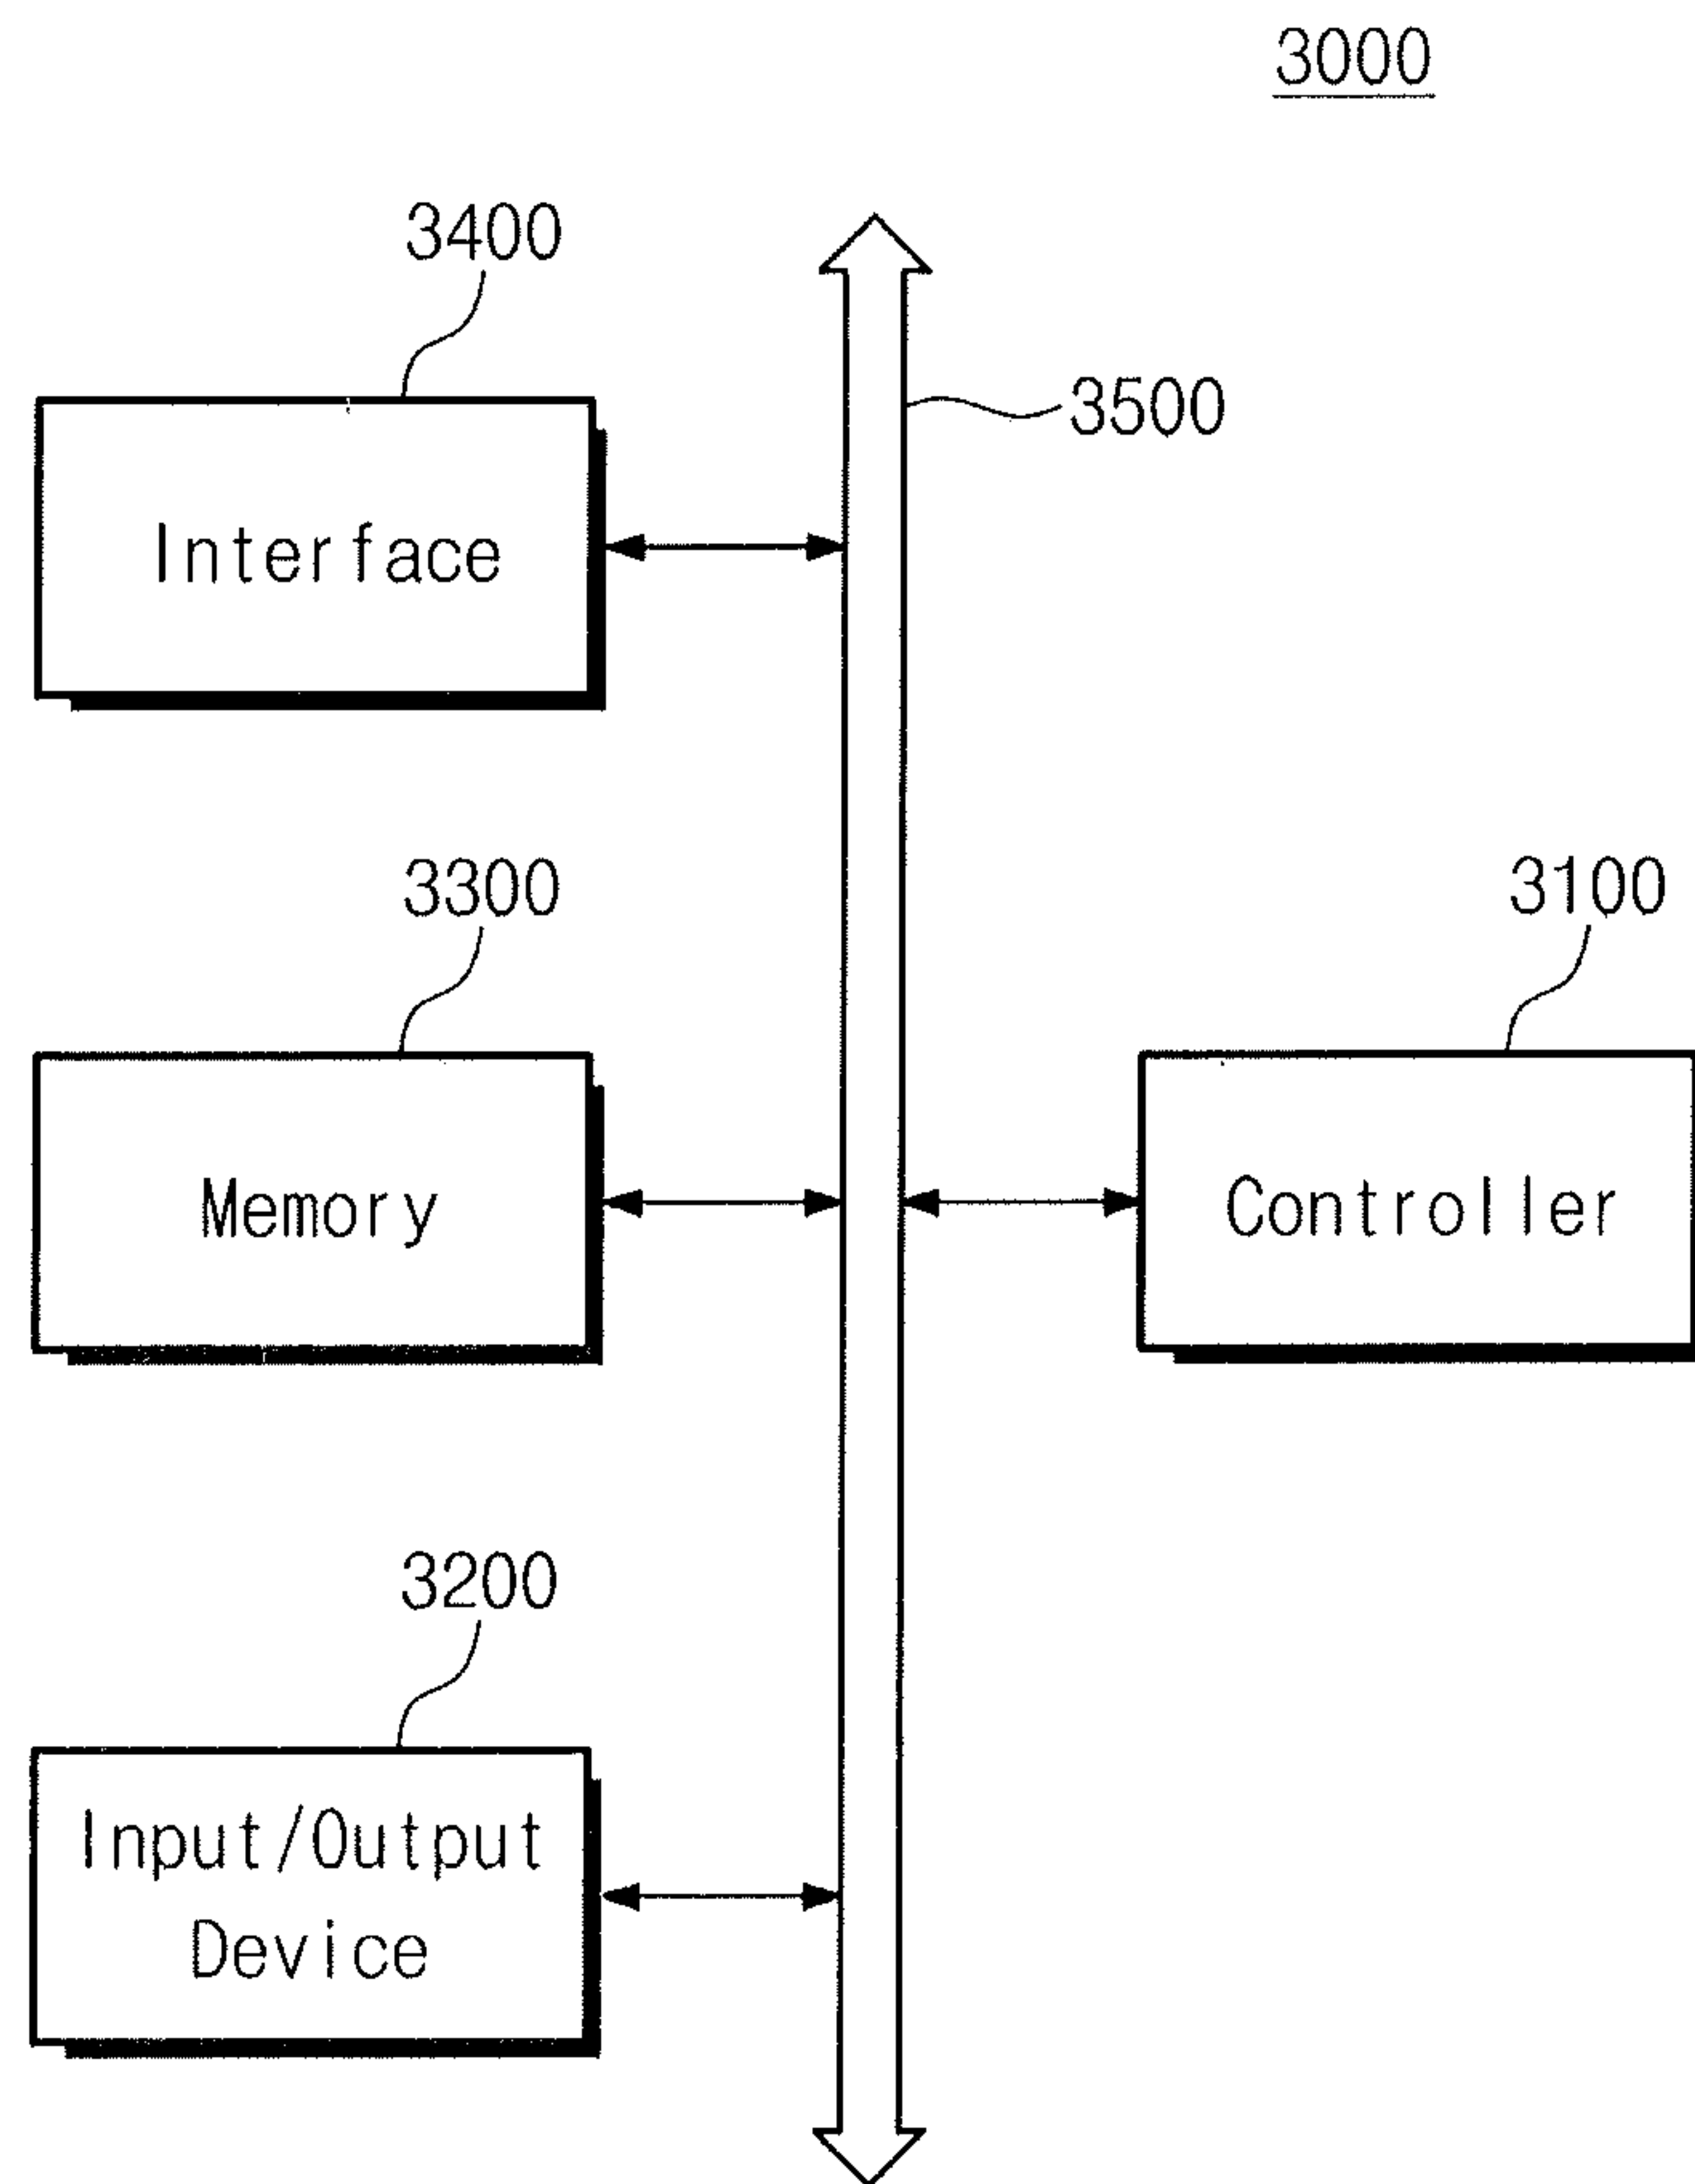 3000
3400
3500
Interface
3300
3100
Memory
Controller
3200
Input/Output
Device